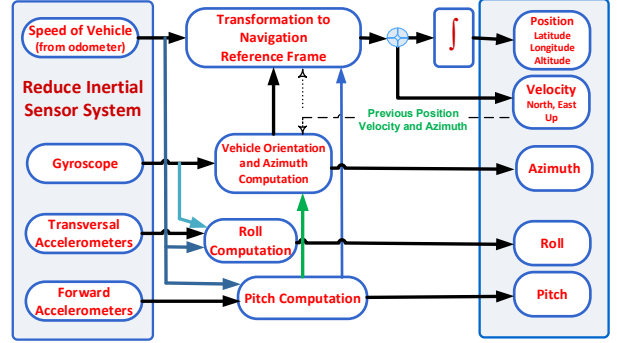 Speed of Vehicle
(from odometer)
Reduce Inertial
Sensor System
Gyroscope
Transversal
Accelerometers
Forward
Accelerometers
Transformation to
Navigation
Reference Frame
∫
Previous Position
Velocity and Azimuth
Vehicle Orientation
and Azimuth
Computation
Roll
Computation
Pitch Computation
Position
Latitude
Longitude
Altitude
Velocity
North, East
Up
Azimuth
Roll
Pitch